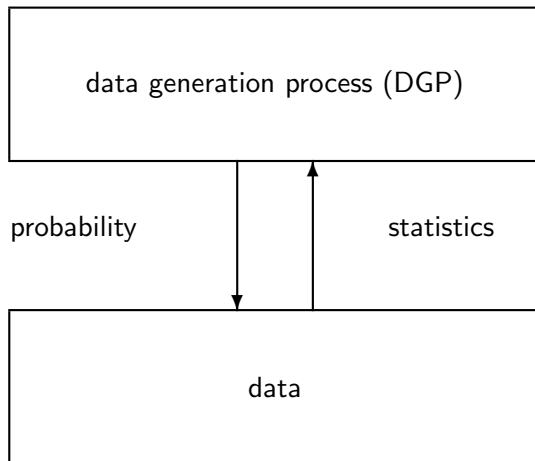 data generation process (DGP)
probability
statistics
data